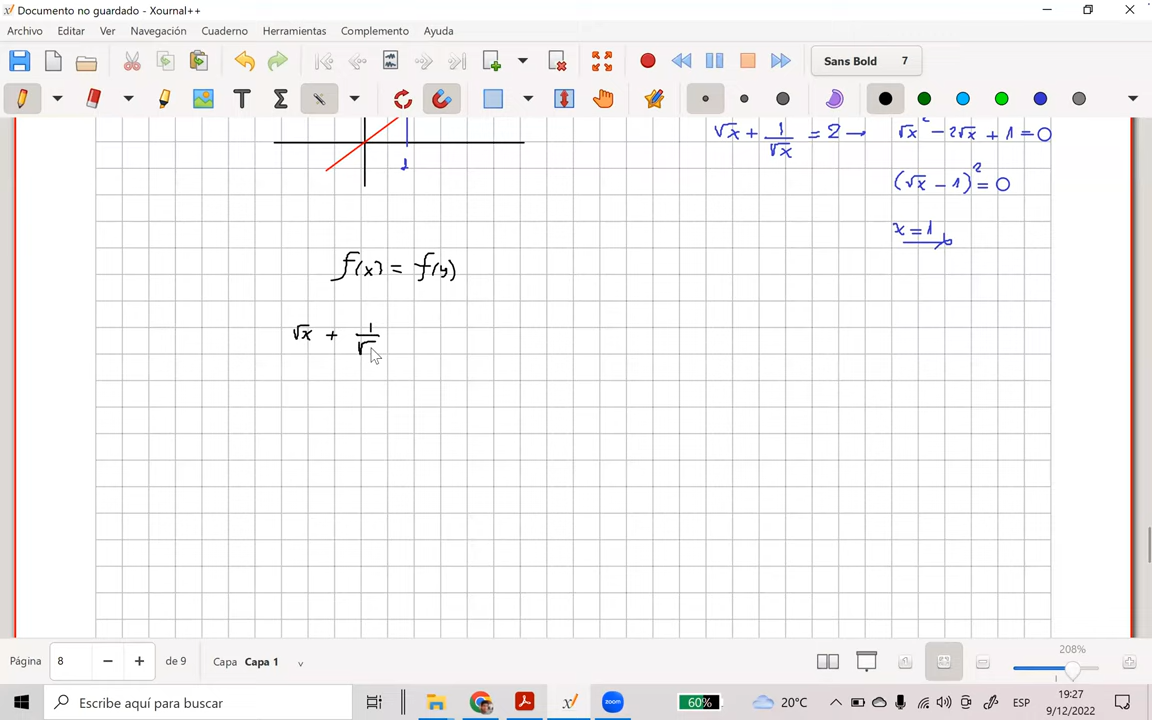 Documento no guardado - Xournal++
Archivo Editar Ver Navegación Cuaderno Herramientas Complemento Ayuda
Sans Bold 7
√x + 1/√x = 2 → √x² - 2√x + 1 = 0
1
(√x - 1)² = 0
x = 1
f(x) = f(y)
√x + 1/√
Página 8 de 9 Capa Capa 1 208%
Escribe aquí para buscar
zoom
60%
20°C
ESP
19:27
9/12/2022